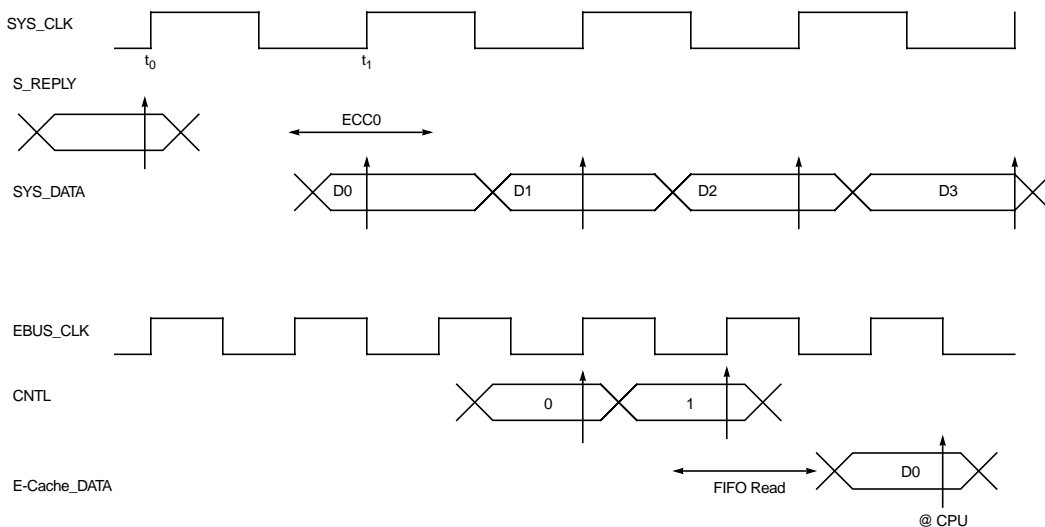 SYS_CLK
t0 t1
S_REPLY
ECC0
SYS_DATA D0 D1 D2 D3
EBUS_CLK
CNTL 0 1
E-Cache_DATA FIFO Read D0
@ CPU